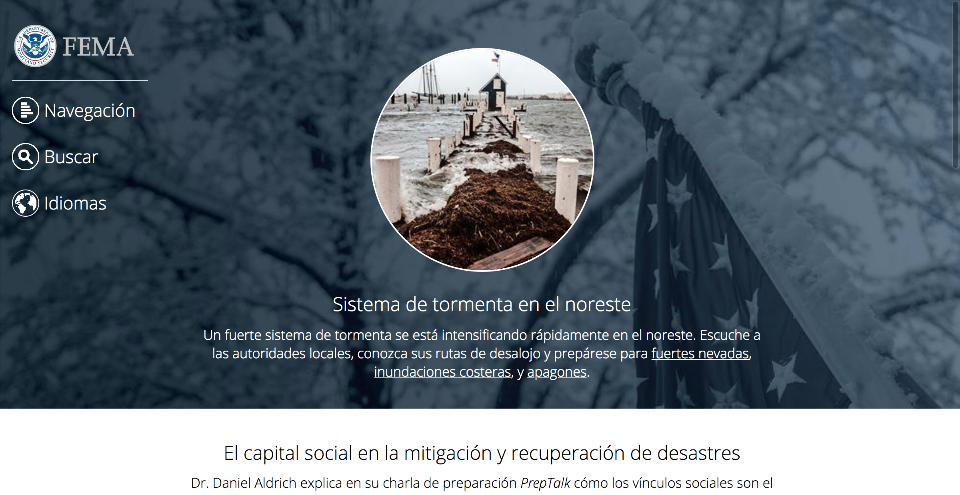 FEMA
Navegación
Buscar
Idiomas
Sistema de tormenta en el noreste
Un fuerte sistema de tormenta se está intensificando rápidamente en el noreste. Escuche a
las autoridades locales, conozca sus rutas de desalojo y prepárese para fuertes nevadas,
inundaciones costeras, y apagones.
El capital social en la mitigación y recuperación de desastres
Dr. Daniel Aldrich explica en su charla de preparación PrepTalk cómo los vínculos sociales son el